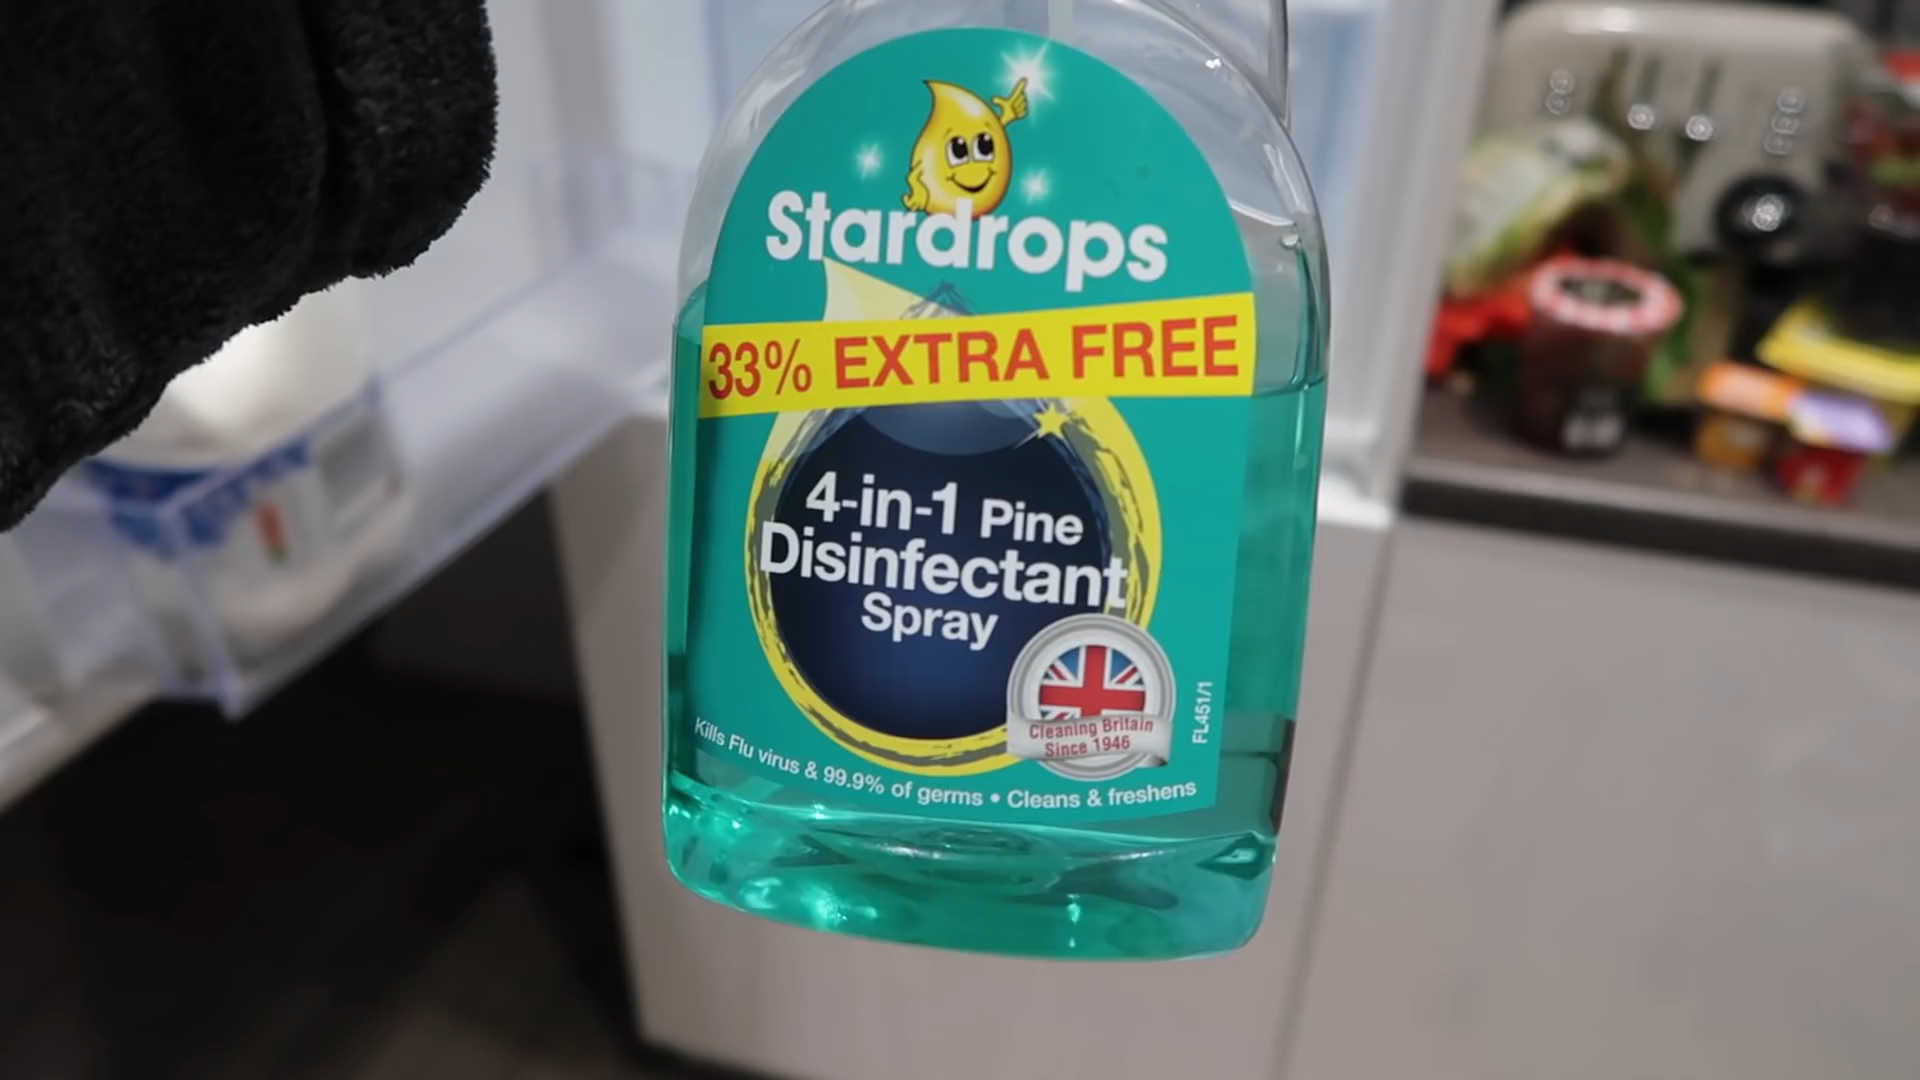 Stardrops
33% EXTRA FREE
4-in-1 Pine
Disinfectant
Spray
Cleaning Britain
Since 1946
FL451/1
Kills Flu virus & 99.9% of germs • Cleans & freshens